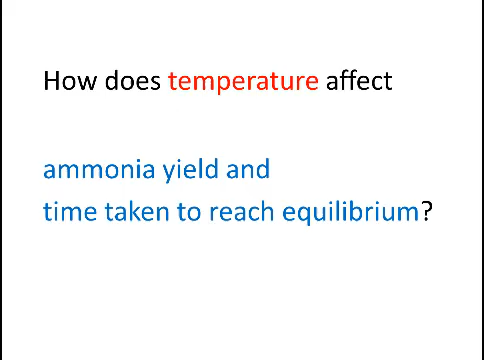 How does temperature affect
ammonia yield and
time taken to reach equilibrium?